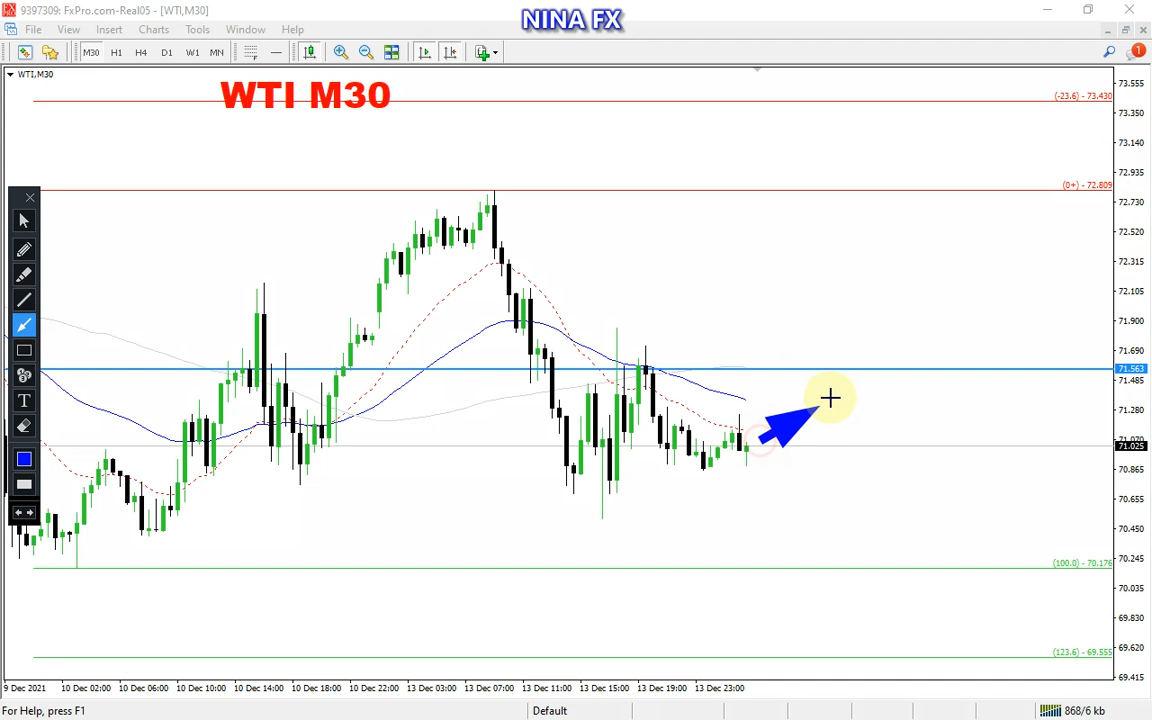 9397309: FxPro.com-Real05 - [WTI,M30]
NINA FX
File View Insert Charts Tools Window Help
M30 H1 H4 D1 W1 MN
1
WTI,M30
WTI M30
73.555
(-23.6) - 73.430
73.350
73.140
72.935
(0+) - 72.809
72.730
72.520
72.315
72.105
71.900
71.690
71.563
71.485
71.280
71.070
71.025
70.865
70.655
70.450
70.245
(100.0) - 70.176
70.035
69.830
69.620
(123.6) - 69.555
69.415
T
9 Dec 2021 10 Dec 02:00 10 Dec 06:00 10 Dec 10:00 10 Dec 14:00 10 Dec 18:00 10 Dec 22:00 13 Dec 03:00 13 Dec 07:00 13 Dec 11:00 13 Dec 15:00 13 Dec 19:00 13 Dec 23:00
For Help, press F1 Default 868/6 kb